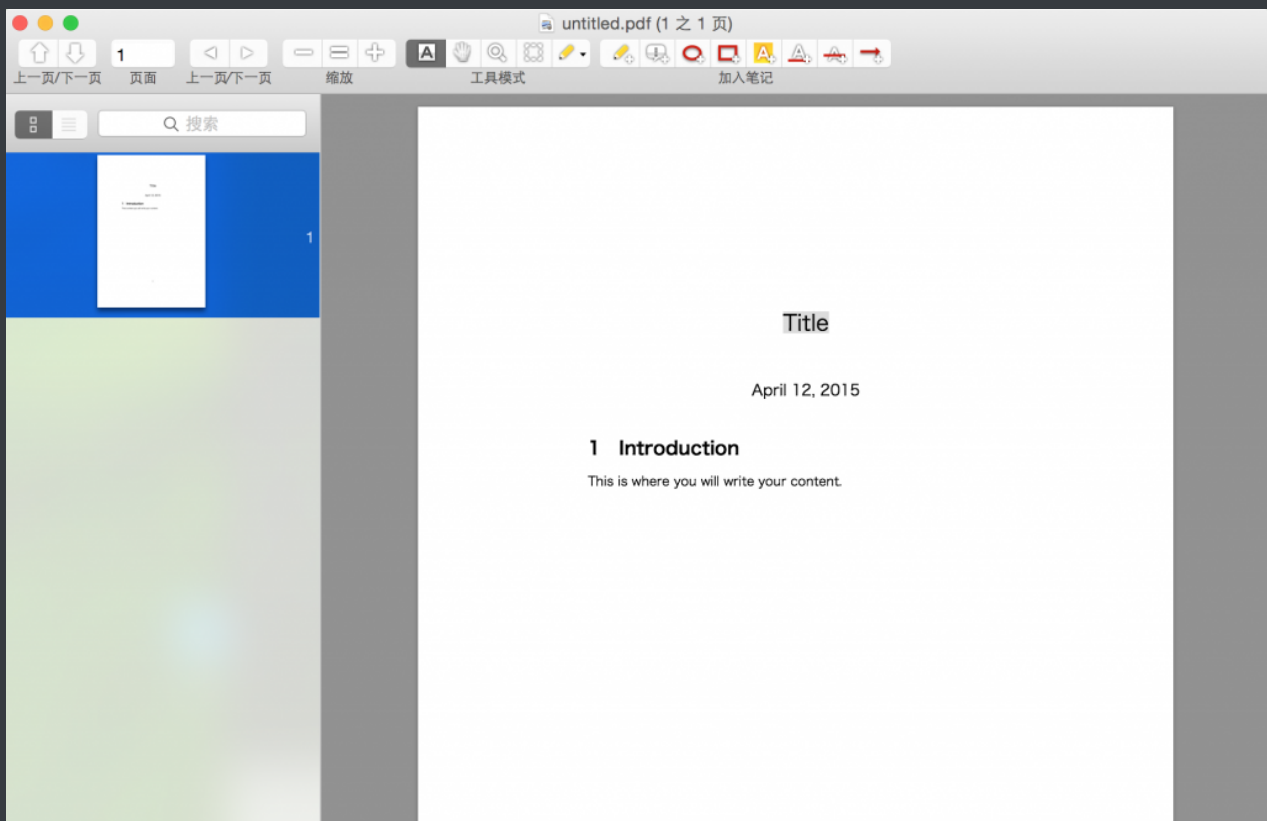 untitled.pdf (1 之 1 页)
1
上一页/下一页 页面 上一页/下一页 缩放 工具模式 加入笔记
搜索
1
Title
April 12, 2015
1 Introduction
This is where you will write your content.